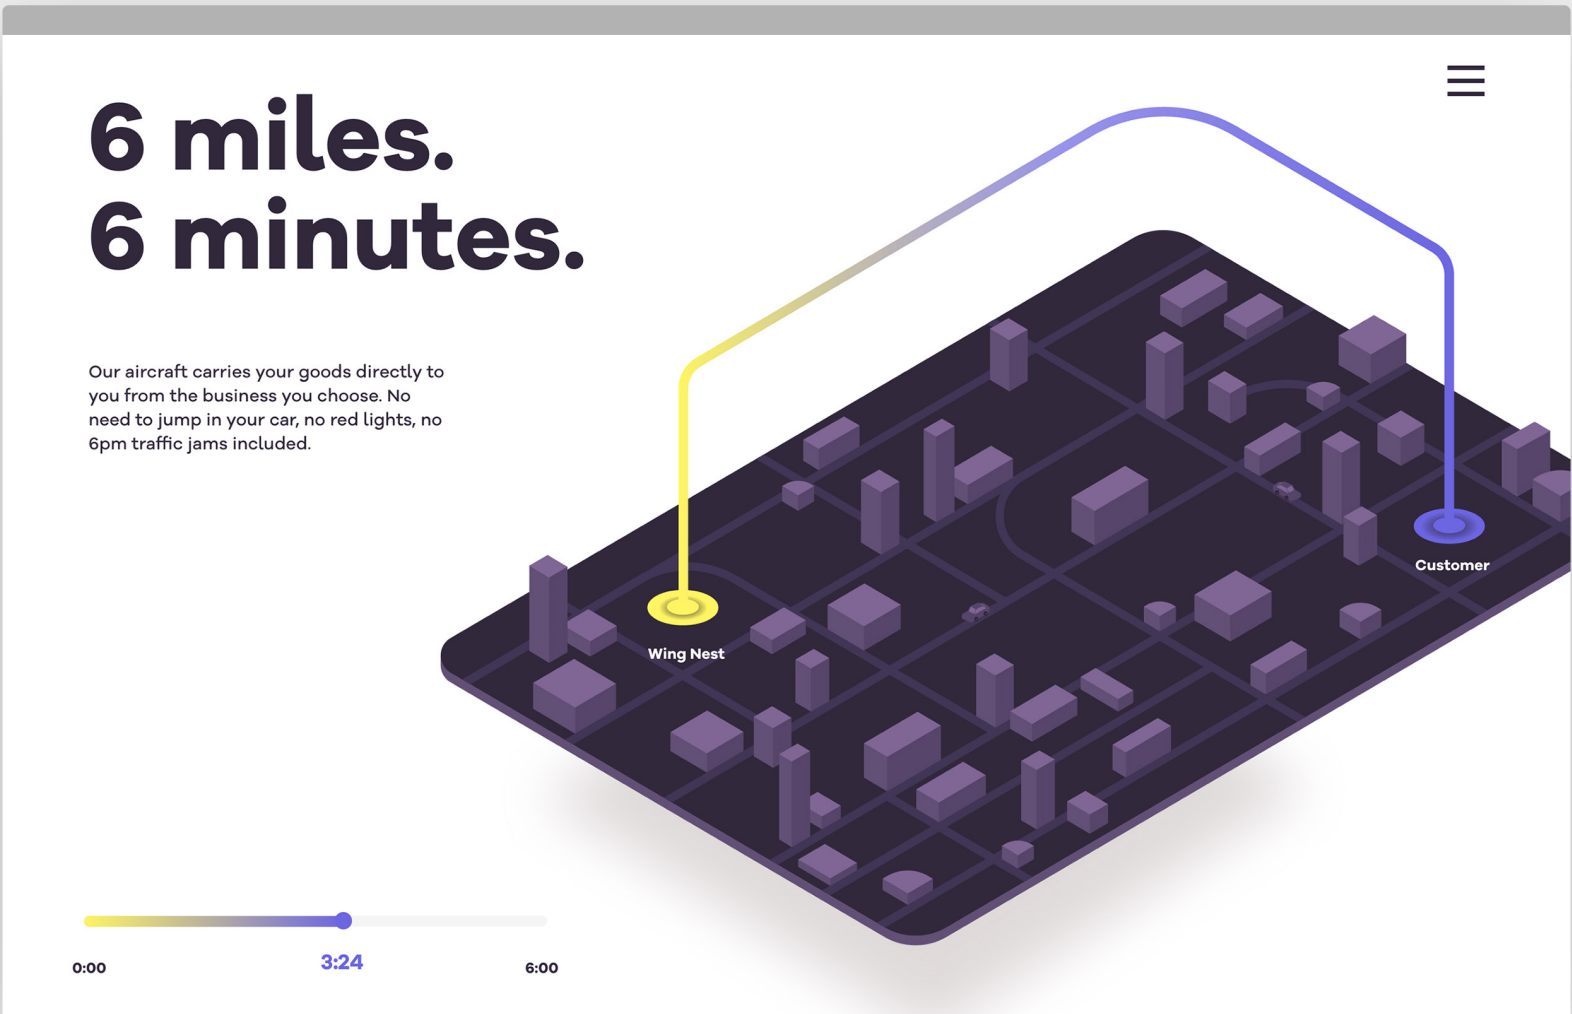 6 miles.
6 minutes.
Our aircraft carries your goods directly to
you from the business you choose. No
need to jump in your car, no red lights, no
6pm traffic jams included.
Customer
Wing Nest
3:24
0:00
6:00